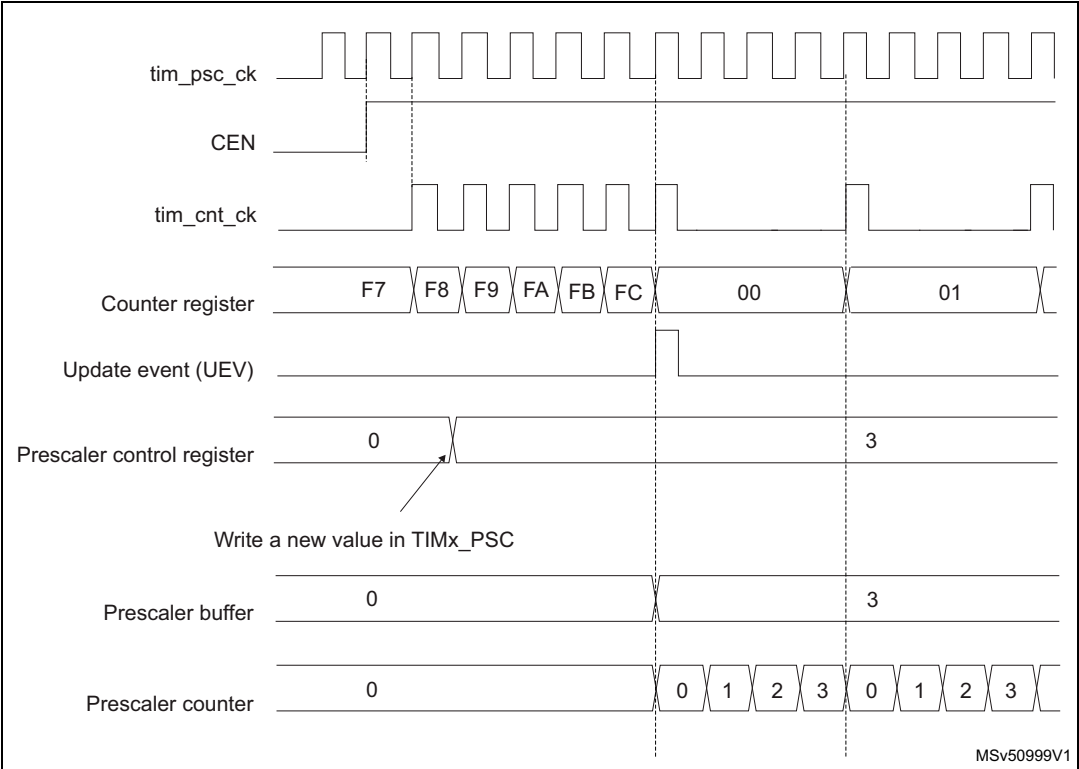 tim_psc_ck
CEN
tim_cnt_ck
Counter register F7 F8 F9 FA FB FC 00 01
Update event (UEV)
Prescaler control register 0 3
Write a new value in TIMx_PSC
Prescaler buffer 0 3
Prescaler counter 0 0 1 2 3 0 1 2 3
MSv50999V1